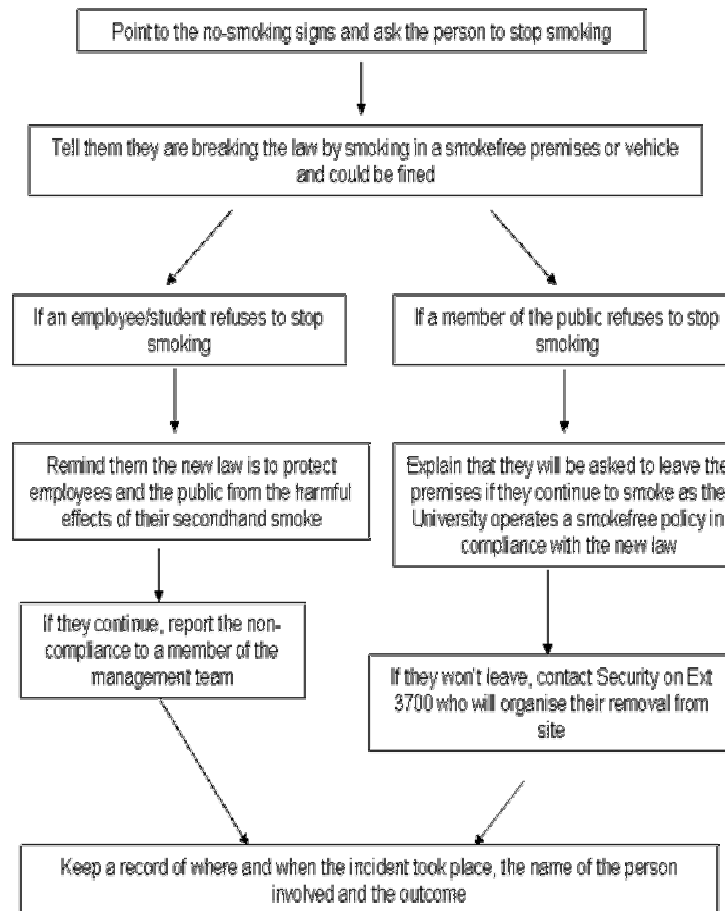 Point to the no-smoking signs and ask the person to stop smoking
Tell them they are breaking the law by smoking in a smokefree premises or vehicle
and could be fined
If an employee/student refuses to stop
smoking
If a member of the public refuses to stop
smoking
Remind them the new law is to protect
employees and the public from the harmful
effects of their secondhand smoke
Explain that they will be asked to leave the
premises if they continue to smoke as the
University operates a smokefree policy in
compliance with the new law
If they continue, report the non-
compliance to a member of the
management team
If they won't leave, contact Security on Ext
3700 who will organise their removal from
site
Keep a record of where and when the incident took place, the name of the person
involved and the outcome